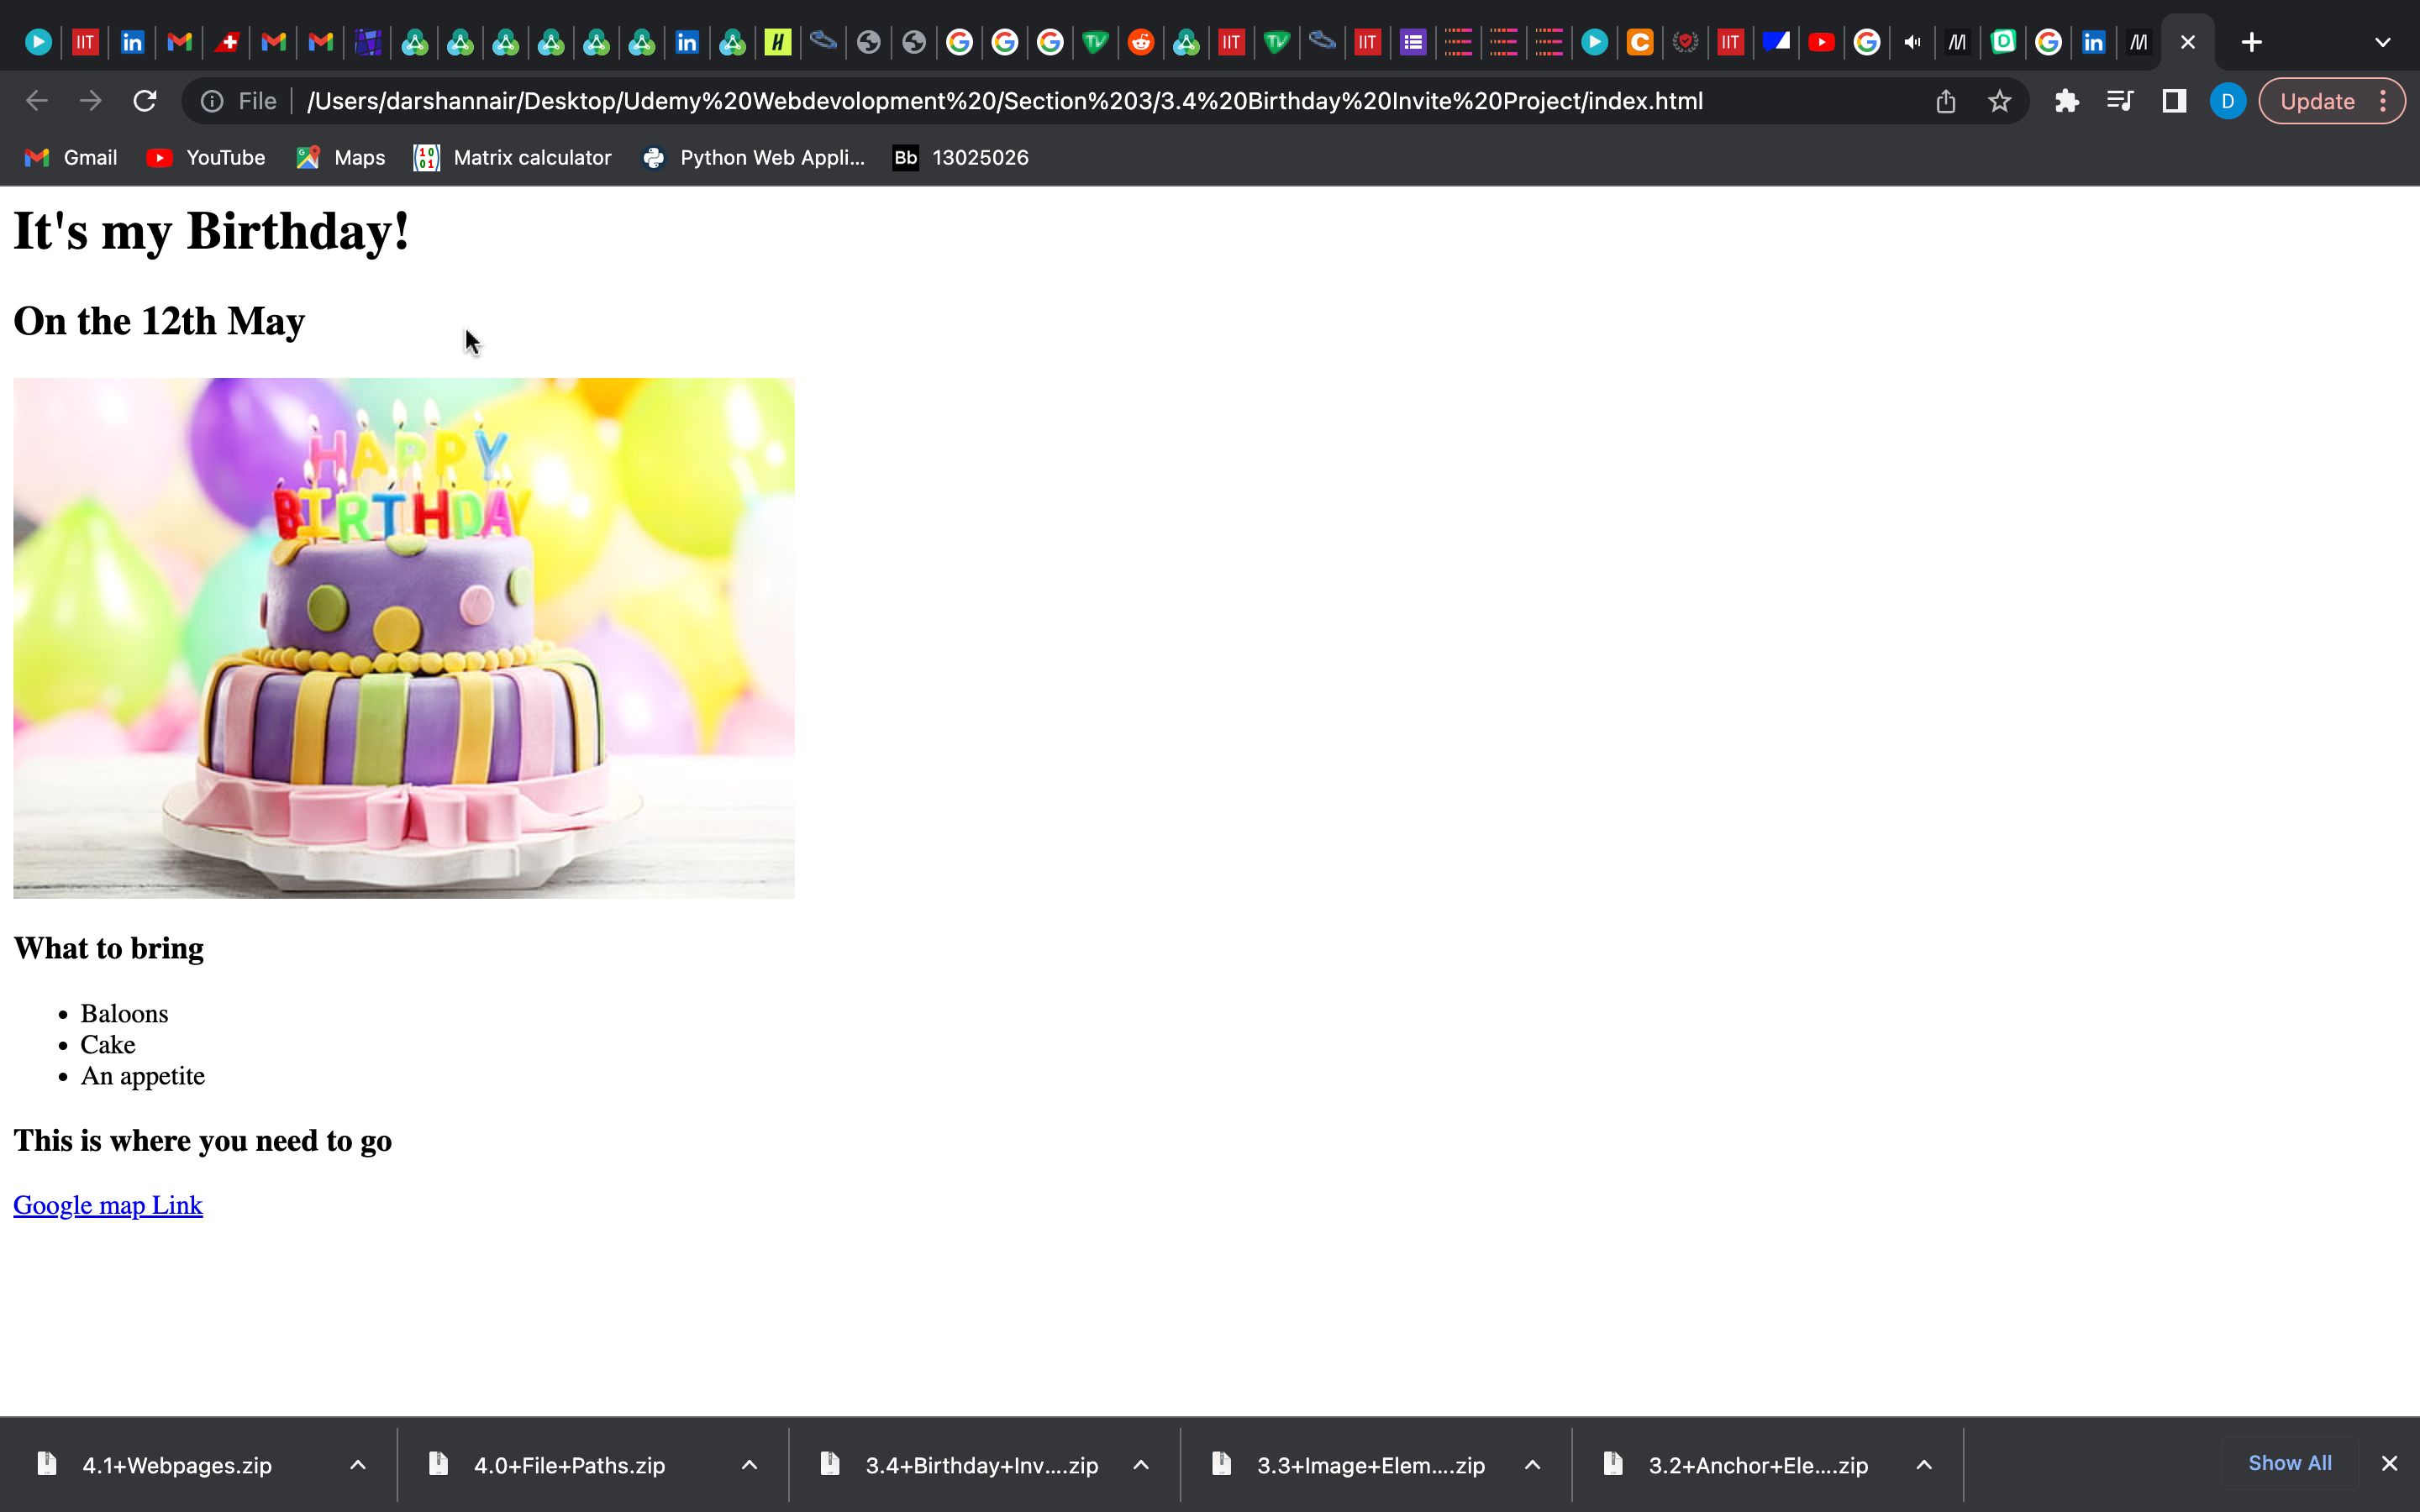 File /Users/darshannair/Desktop/Udemy%20Webdevolopment%20/Section%203/3.4%20Birthday%20Invite%20Project/index.html D Update
Gmail YouTube Maps Matrix calculator Python Web Appli... Bb 13025026
It's my Birthday!
On the 12th May
HAPPY
BIRTHDAY
What to bring
Baloons
Cake
An appetite
This is where you need to go
Google map Link
4.1+Webpages.zip 4.0+File+Paths.zip 3.4+Birthday+Inv....zip 3.3+Image+Elem....zip 3.2+Anchor+Ele....zip Show All